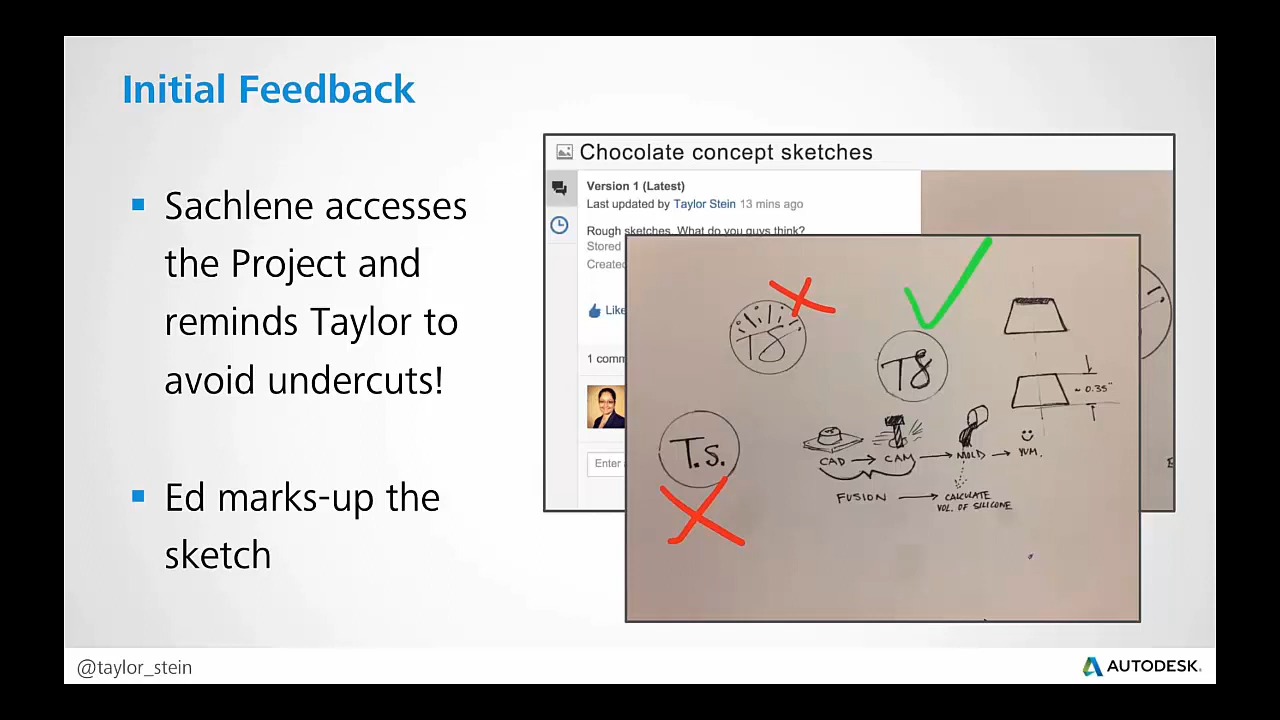 Initial Feedback
Sachlene accesses
the Project and
reminds Taylor to
avoid undercuts!
Ed marks-up the
sketch
Chocolate concept sketches
Version 1 (Latest)
Last updated by Taylor Stein 13 mins ago
Rough sketches. What do you guys think?
Stored
Created
Like
1 comm
Enter
TS
TS
T.S.
~ 0.35"
CAD → CAM → MOLD → YUM.
FUSION → CALCULATE
VOL. OF SILICONE
@taylor_stein
AUTODESK.